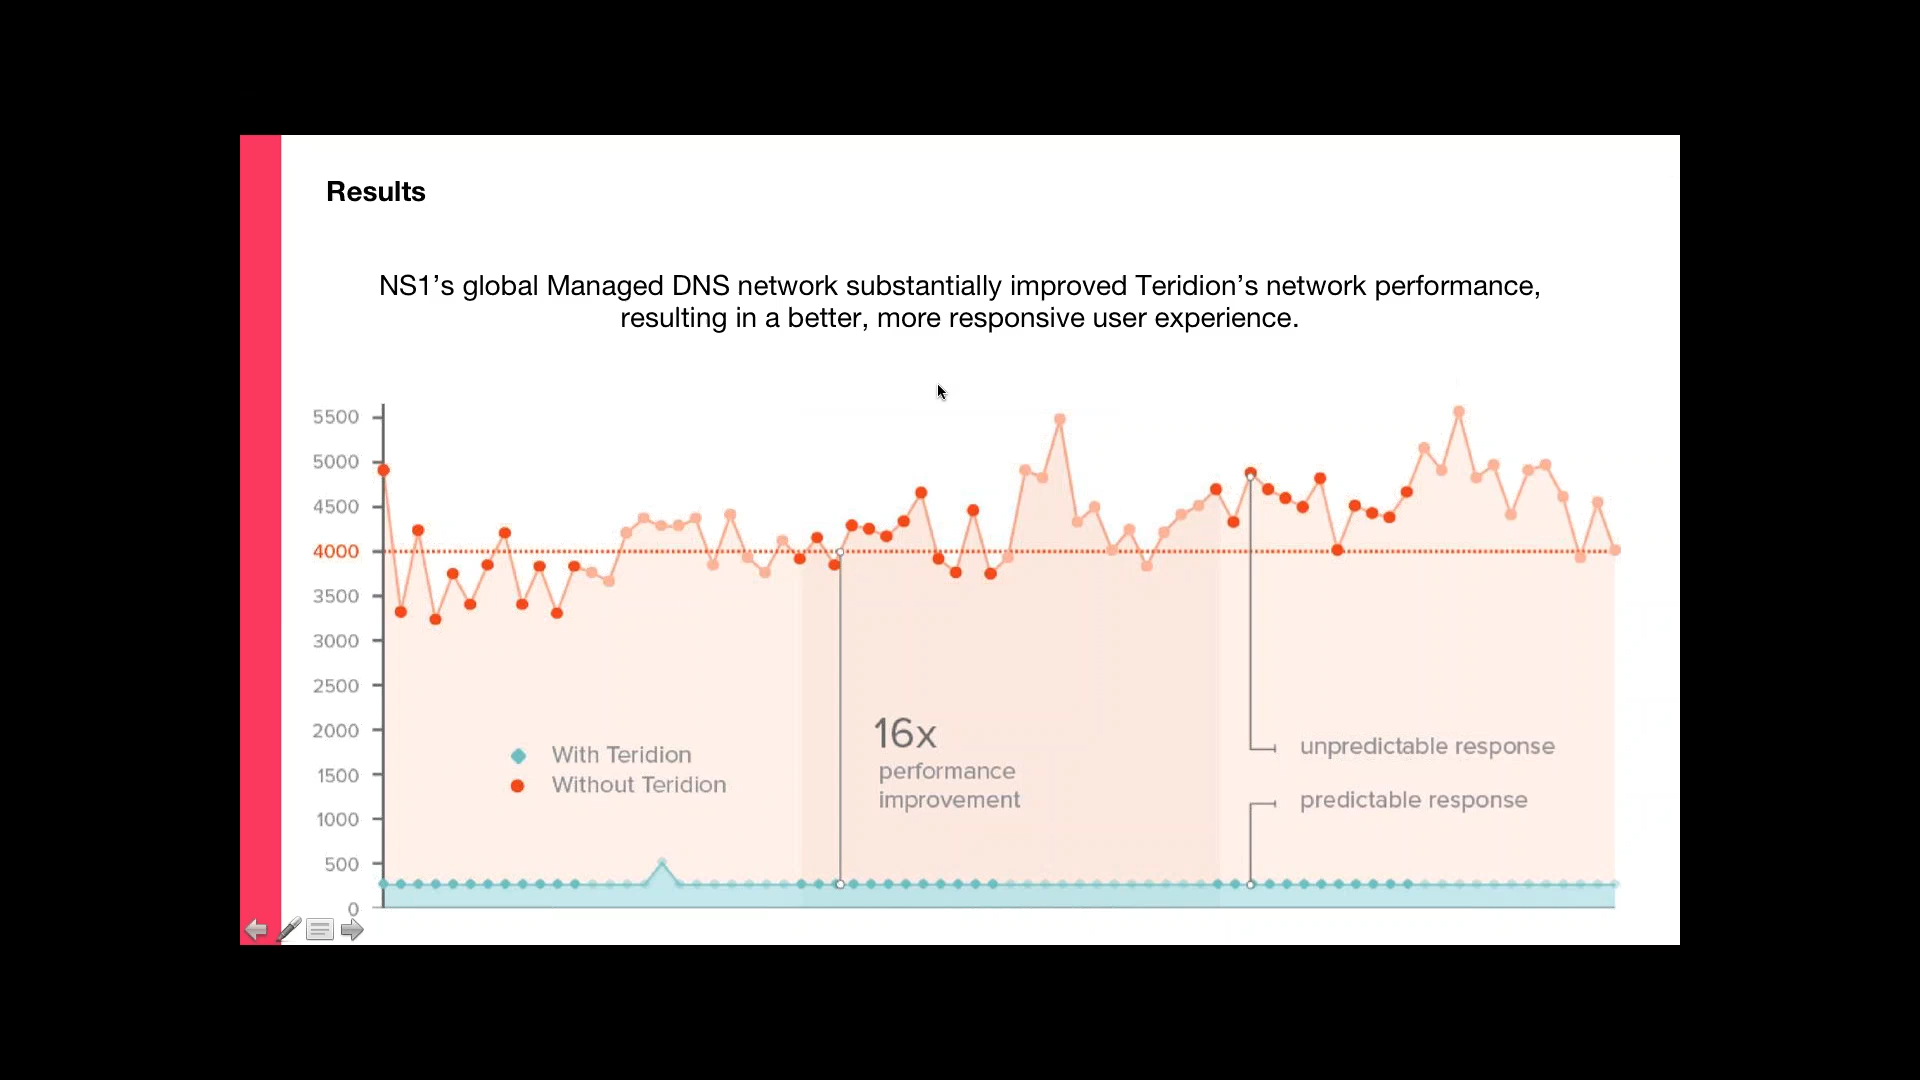 Results
NS1’s global Managed DNS network substantially improved Teridion’s network performance,
resulting in a better, more responsive user experience.
5500
5000
4500
4000
3500
3000
2500
2000
1500
1000
500
0
With Teridion
Without Teridion
16x
performance
improvement
unpredictable response
predictable response